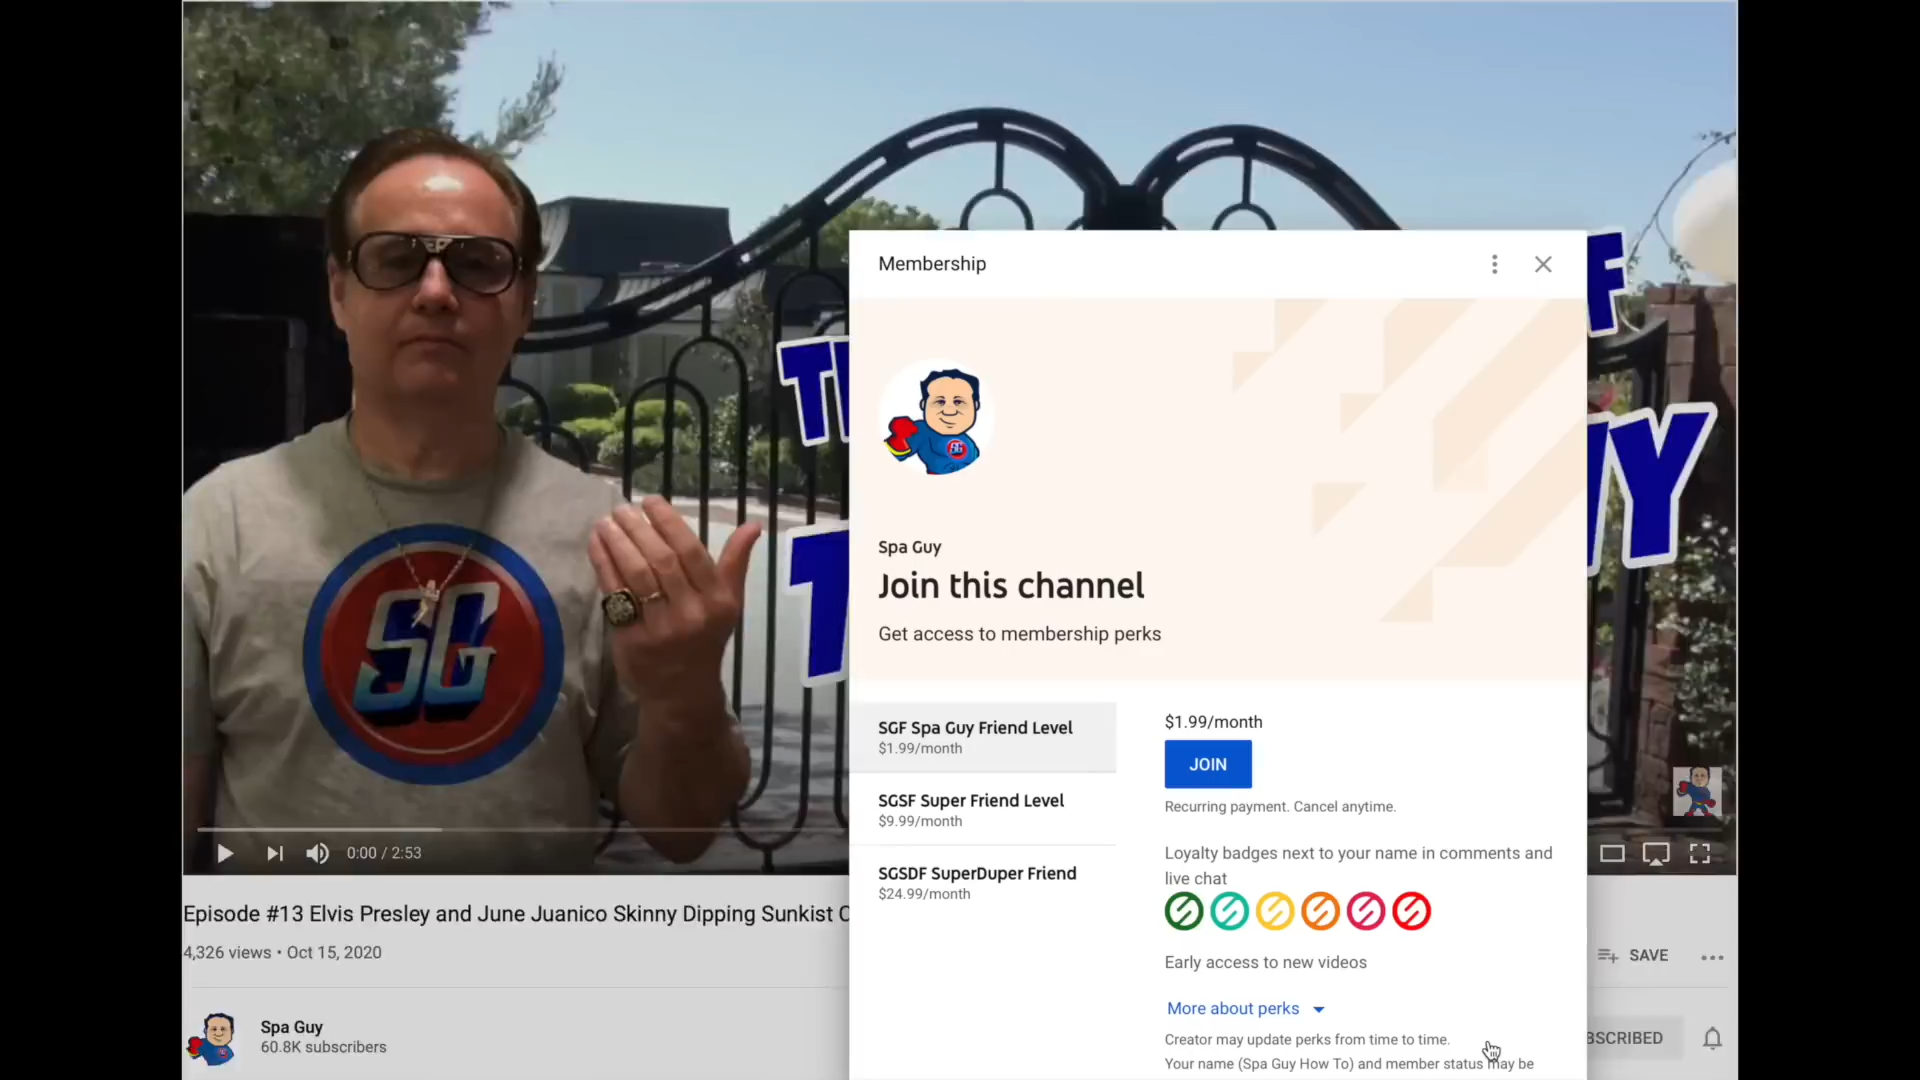 Membership
Spa Guy
Join this channel
Get access to membership perks
SGF Spa Guy Friend Level
$1.99/month
SGSF Super Friend Level
$9.99/month
SGSDF SuperDuper Friend
$24.99/month
$1.99/month
JOIN
Recurring payment. Cancel anytime.
Loyalty badges next to your name in comments and
live chat
Early access to new videos
More about perks
Creator may update perks from time to time.
Your name (Spa Guy How To) and member status may be
SG
0:00 / 2:53
Episode #13 Elvis Presley and June Juanico Skinny Dipping Sunkist
4,326 views • Oct 15, 2020
SAVE
Spa Guy
60.8K subscribers